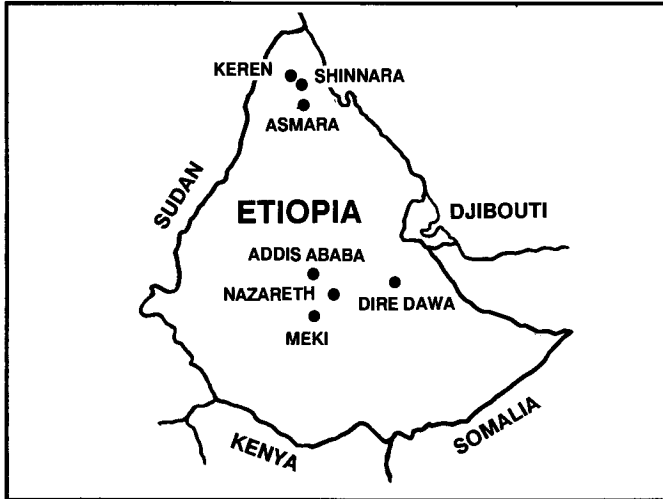 KEREN
SHINNARA
ASMARA
SUDAN
ETIOPIA
DJIBOUTI
ADDIS ABABA
NAZARETH
DIRE DAWA
MEKI
KENYA
SOMALIA